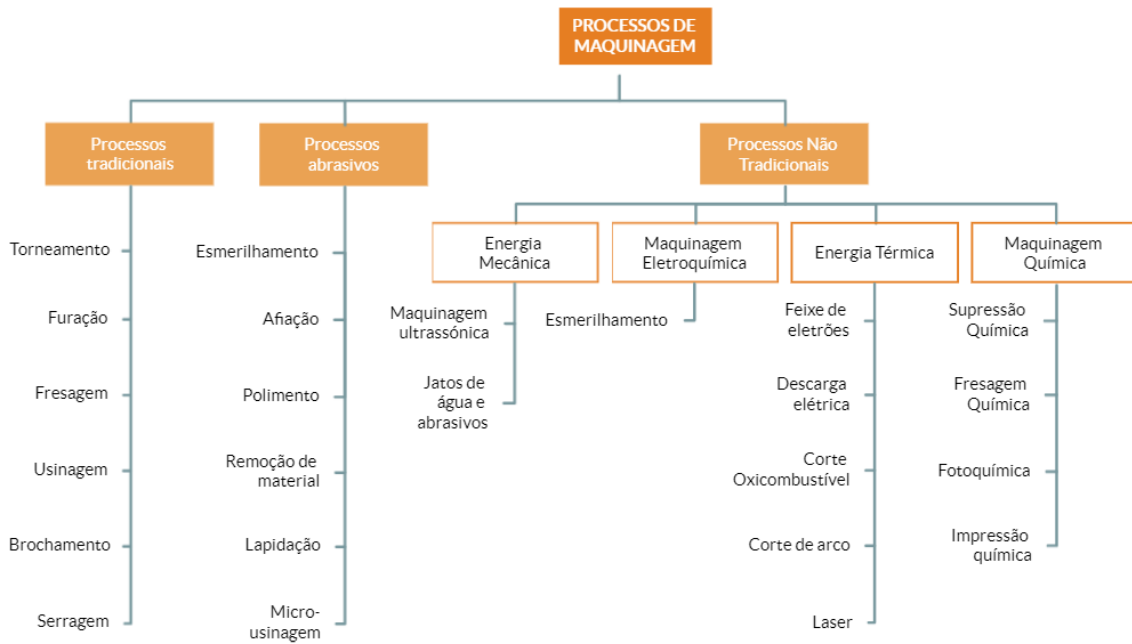 PROCESSOS DE
MAQUINAGEM
Processos
tradicionais
Torneamento
Furação
Fresagem
Usinagem
Brochamento
Serragem
Processos
abrasivos
Esmerilhamento
Afiação
Polimento
Remoção de
material
Lapidação
Micro-
usinagem
Processos Não
Tradicionais
Energia
Mecânica
Maquinagem
ultrassónica
Jatos de
água e
abrasivos
Maquinagem
Eletroquímica
Esmerilhamento
Energia Térmica
Feixe de
eletrões
Descarga
elétrica
Corte
Oxicombustível
Corte de arco
Laser
Maquinagem
Química
Supressão
Química
Fresagem
Química
Fotoquímica
Impressão
química